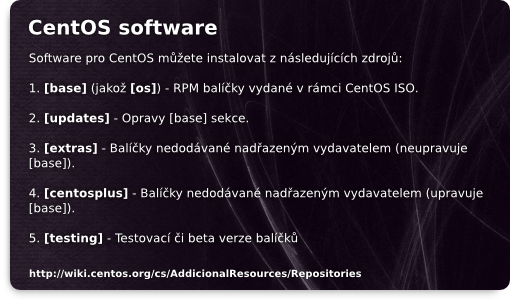 CentOS software
Software pro CentOS můžete instalovat z následujících zdrojů:
1. [base] (jakož [os]) - RPM balíčky vydané v rámci CentOS ISO.
2. [updates] - Opravy [base] sekce.
3. [extras] - Balíčky nedodávané nadřazeným vydavatelem (neupravuje
[base]).
4. [centosplus] - Balíčky nedodávané nadřazeným vydavatelem (upravuje
[base]).
5. [testing] - Testovací či beta verze balíčků
http://wiki.centos.org/cs/AddicionalResources/Repositories